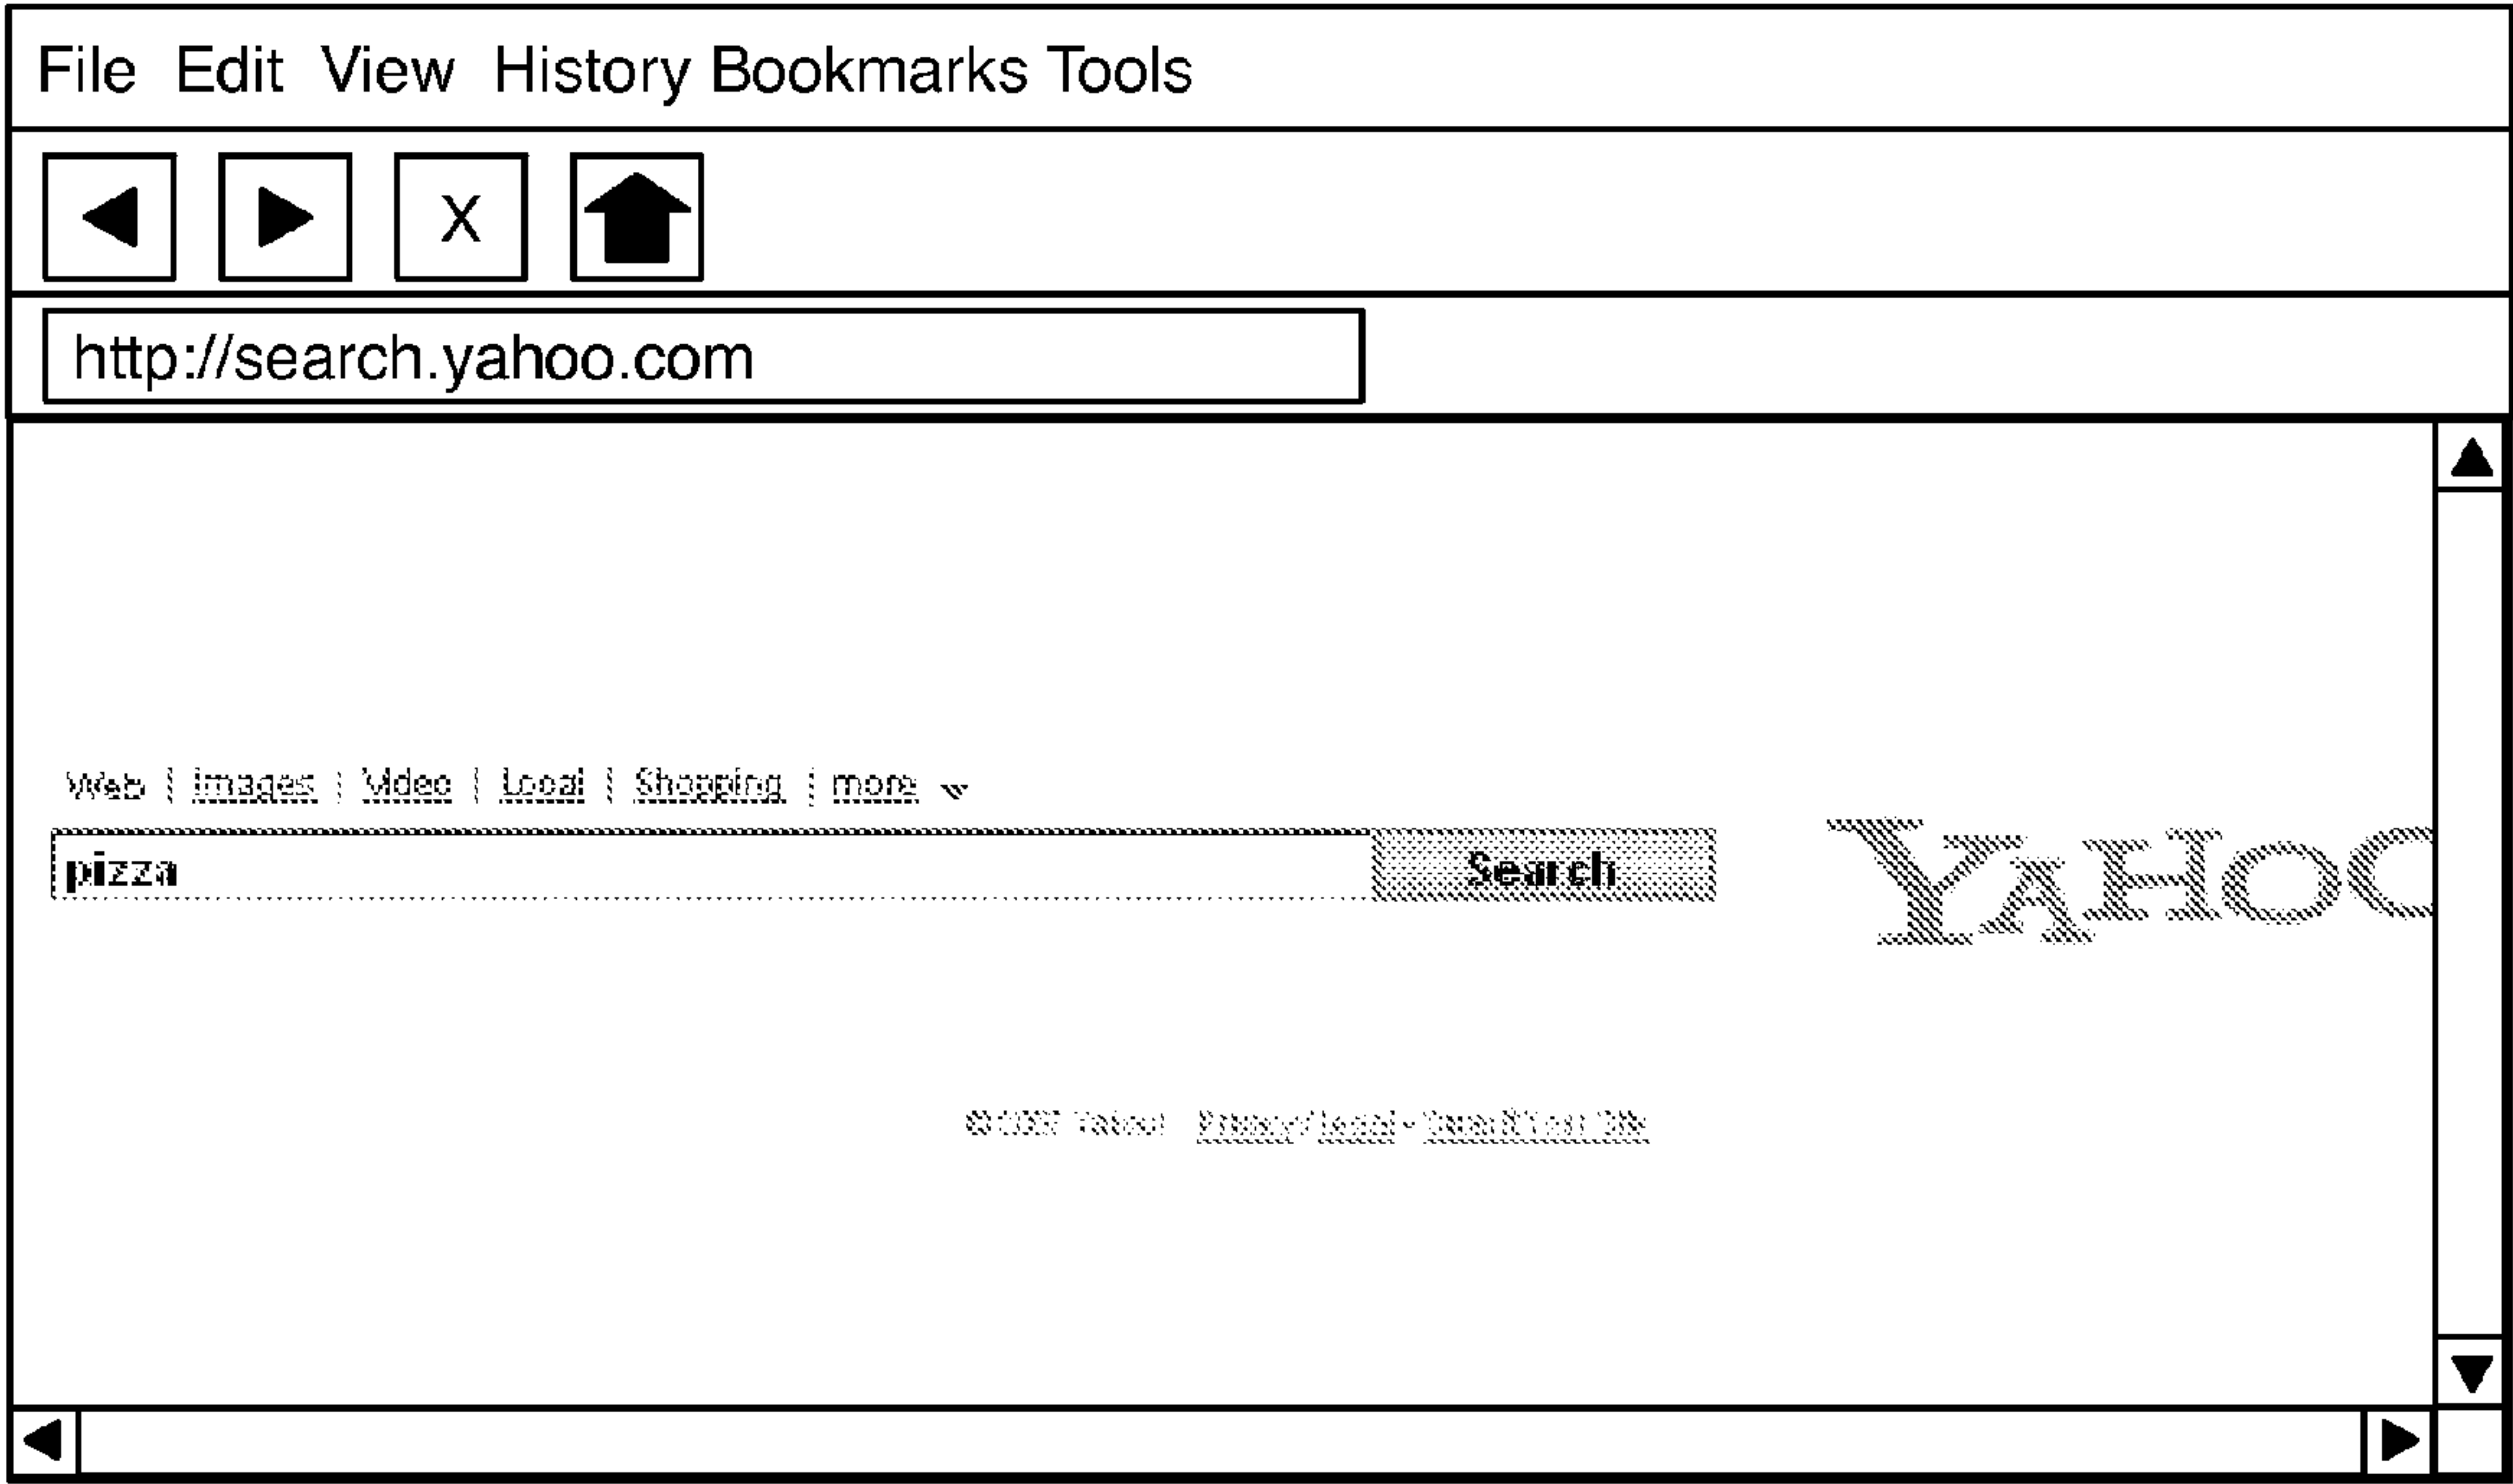 File Edit View History Bookmarks Tools
X
http://search.yahoo.com
Web | Images | Video | Local | Shopping | more
pizza Search
YAHOO